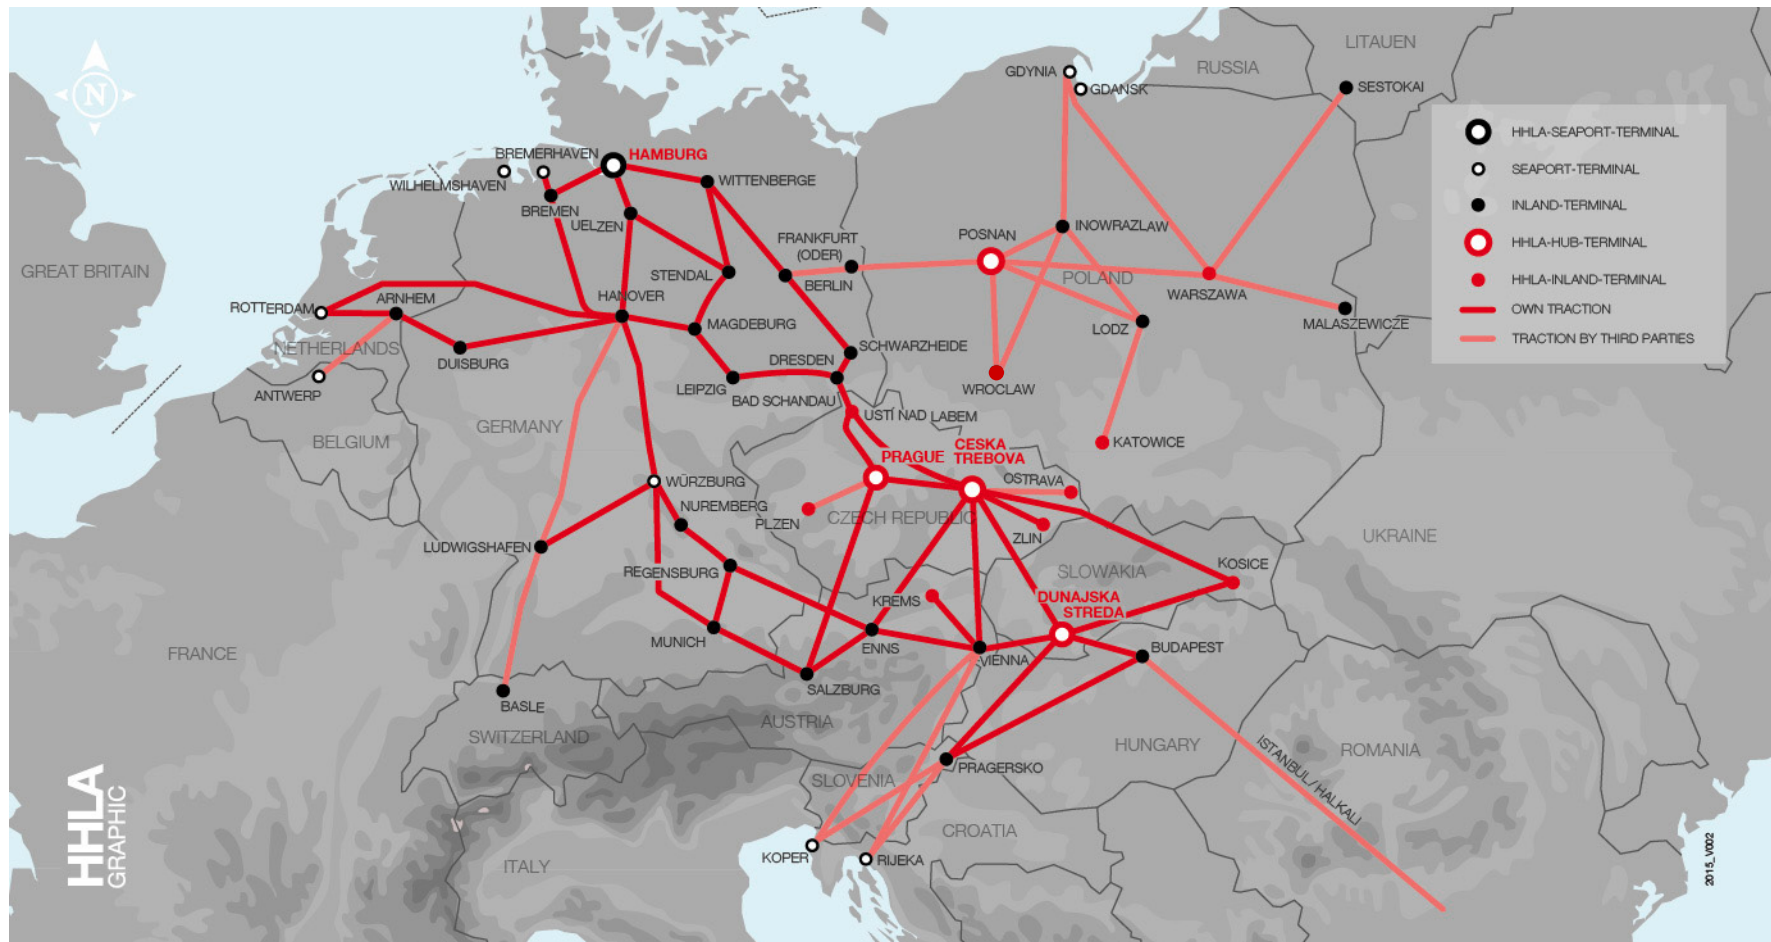 LITAUEN
RUSSIA
GDYNIA
GDANSK
SESTOKAI
N
HHLA-SEAPORT-TERMINAL
SEAPORT-TERMINAL
INLAND-TERMINAL
HHLA-HUB-TERMINAL
HHLA-INLAND-TERMINAL
OWN TRACTION
TRACTION BY THIRD PARTIES
BREMERHAVEN
HAMBURG
WILHELMSHAVEN
WITTENBERGE
BREMEN
UELZEN
FRANKFURT
(ODER)
POSNAN
INOWRAZLAW
GREAT BRITAIN
STENDAL
BERLIN
POLAND
WARSZAWA
ROTTERDAM
ARNHEM
HANOVER
MAGDEBURG
LODZ
MALASZEWICZE
NETHERLANDS
DUISBURG
DRESDEN
SCHWARZHEIDE
ANTWERP
LEIPZIG
BAD SCHANDAU
WROCLAW
USTÍ NAD LABEM
GERMANY
BELGIUM
KATOWICE
PRAGUE
CESKA
TREBOVA
WÜRZBURG
OSTRAVA
NUREMBERG
PLZEN
CZECH REPUBLIC
ZLIN
UKRAINE
LUDWIGSHAFEN
REGENSBURG
SLOWAKIA
KOSICE
KREMS
DUNAJSKA
STREDA
MUNICH
ENNS
VIENNA
BUDAPEST
FRANCE
SALZBURG
BASLE
AUSTRIA
SWITZERLAND
HUNGARY
ROMANIA
PRAGERSKO
SLOVENIA
ISTANBUL/HALKALI
CROATIA
KOPER
RIJEKA
ITALY
HHLA
GRAPHIC
2015_V002